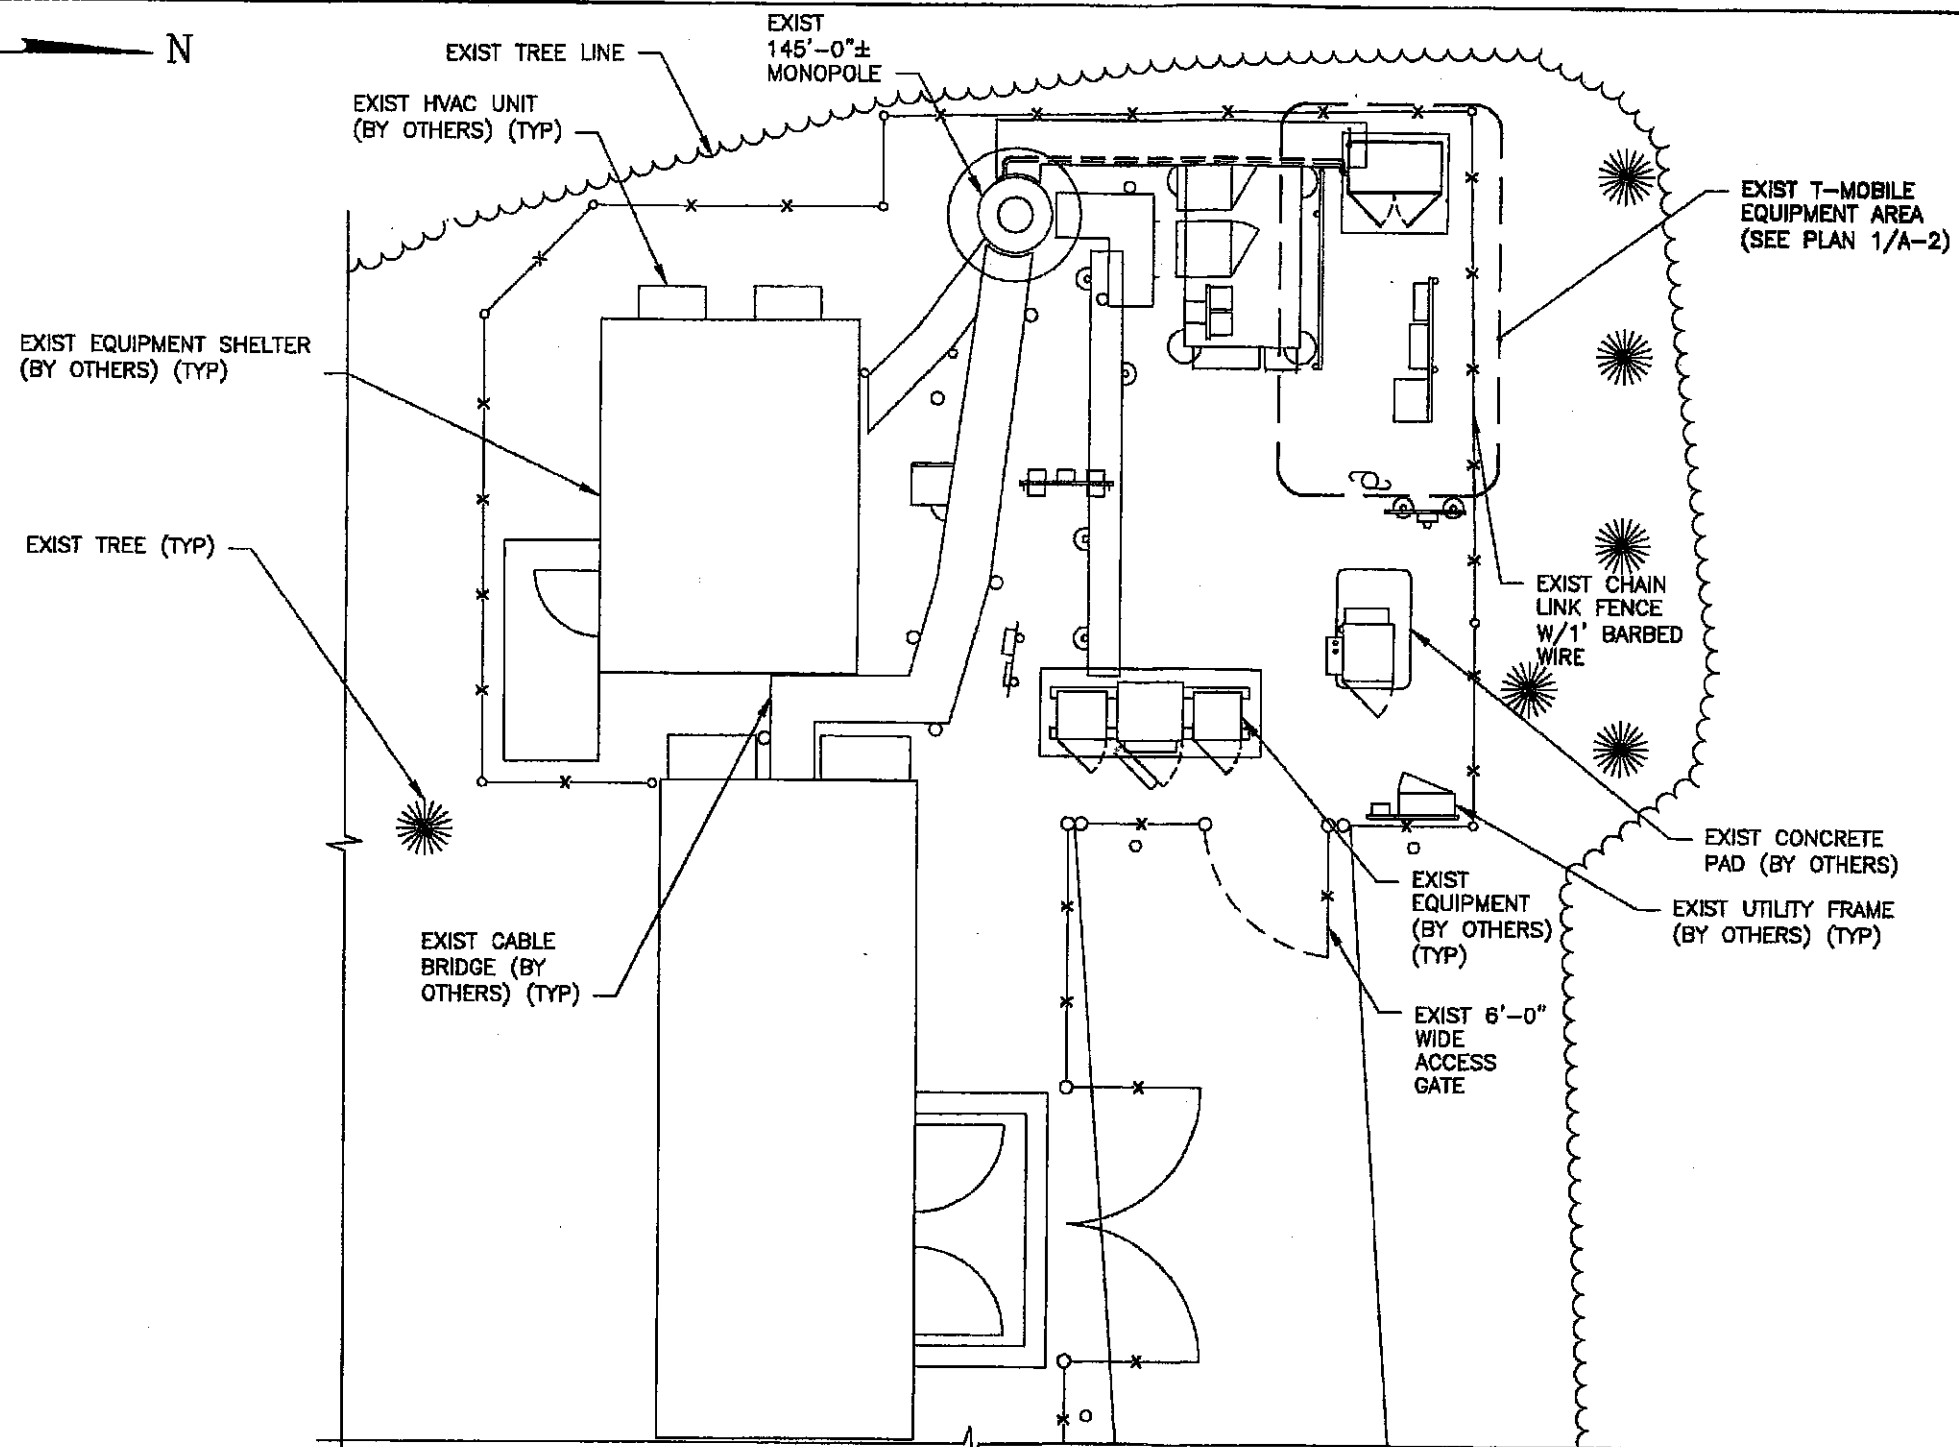 N
EXIST TREE LINE
EXIST
145'-0"±
MONOPOLE
EXIST HVAC UNIT
(BY OTHERS) (TYP)
EXIST T-MOBILE
EQUIPMENT AREA
(SEE PLAN 1/A-2)
EXIST EQUIPMENT SHELTER
(BY OTHERS) (TYP)
EXIST TREE (TYP)
EXIST CHAIN
LINK FENCE
W/1' BARBED
WIRE
EXIST CONCRETE
PAD (BY OTHERS)
EXIST
EQUIPMENT
(BY OTHERS)
(TYP)
EXIST UTILITY FRAME
(BY OTHERS) (TYP)
EXIST CABLE
BRIDGE (BY
OTHERS) (TYP)
EXIST 6'-0"
WIDE
ACCESS
GATE